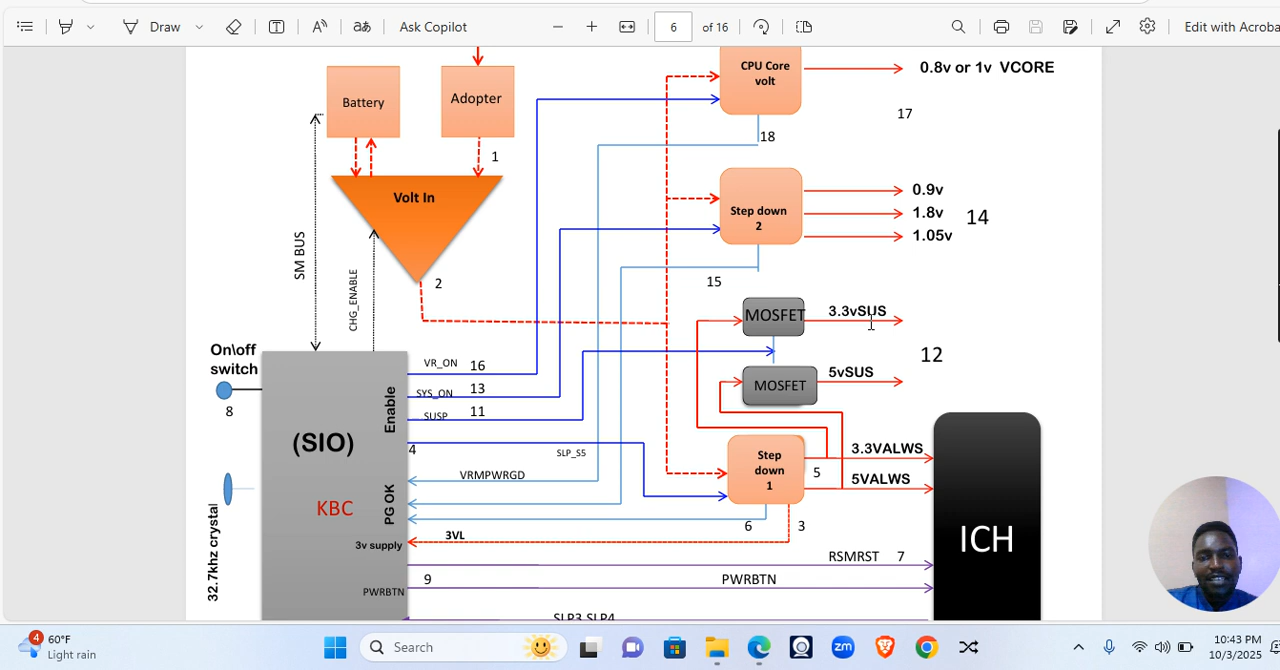 Draw
Ask Copilot
6
of 16
Edit with Acroba
Battery
Adopter
1
Volt In
2
SM BUS
CHG_ENABLE
CPU Core
volt
0.8v or 1v VCORE
17
18
Step down
2
0.9v
1.8v
1.05v
14
15
MOSFET
3.3vSUS
12
MOSFET
5vSUS
On\off
switch
8
(SIO)
KBC
32.7khz crystal
Enable
PG OK
VR_ON 16
SYS_ON 13
SUSP 11
4
SLP_S5
VRMPWRGD
Step
down
1
5
3.3VALWS
5VALWS
6
3
3VL
3v supply
RSMRST 7
9
PWRBTN
PWRBTN
SLP3 SLP4
ICH
4
60°F
Light rain
Search
zm
10:43 PM
10/3/2025